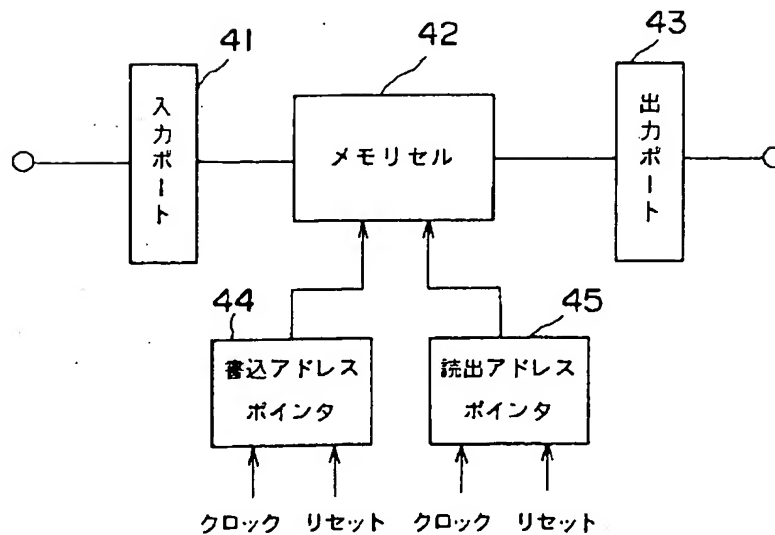 41
42
43
入力ポート
メモリセル
出力ポート
44
45
書込アドレス
ポインタ
読出アドレス
ポインタ
クロック リセット クロック リセット